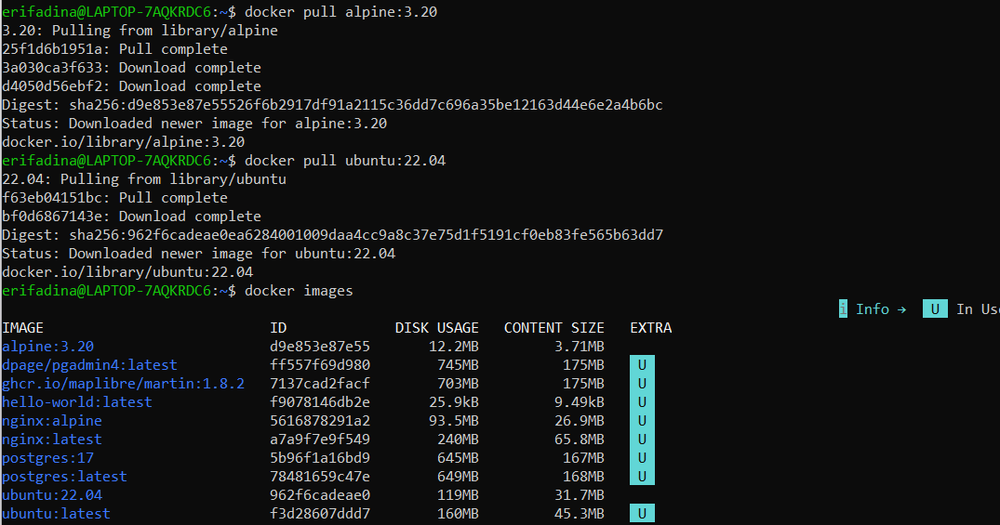 erifadina@LAPTOP-7AQKRDC6:~$ docker pull alpine:3.20
3.20: Pulling from library/alpine
25f1d6b1951a: Pull complete
3a030ca3f633: Download complete
d4050d56ebf2: Download complete
Digest: sha256:d9e853e87e55526f6b2917df91a2115c36dd7c696a35be12163d44e6e2a4b6bc
Status: Downloaded newer image for alpine:3.20
docker.io/library/alpine:3.20
erifadina@LAPTOP-7AQKRDC6:~$ docker pull ubuntu:22.04
22.04: Pulling from library/ubuntu
f63eb04151bc: Pull complete
bf0d6867143e: Download complete
Digest: sha256:962f6cadeae0ea6284001009daa4cc9a8c37e75d1f5191cf0eb83fe565b63dd7
Status: Downloaded newer image for ubuntu:22.04
docker.io/library/ubuntu:22.04
erifadina@LAPTOP-7AQKRDC6:~$ docker images
i Info → U In Us
IMAGE ID DISK USAGE CONTENT SIZE EXTRA
alpine:3.20 d9e853e87e55 12.2MB 3.71MB
dpage/pgadmin4:latest ff557f69d980 745MB 175MB U
ghcr.io/maplibre/martin:1.8.2 7137cad2facf 703MB 175MB U
hello-world:latest f9078146db2e 25.9kB 9.49kB U
nginx:alpine 5616878291a2 93.5MB 26.9MB U
nginx:latest a7a9f7e9f549 240MB 65.8MB U
postgres:17 5b96f1a16bd9 645MB 167MB U
postgres:latest 78481659c47e 649MB 168MB U
ubuntu:22.04 962f6cadeae0 119MB 31.7MB
ubuntu:latest f3d28607ddd7 160MB 45.3MB U